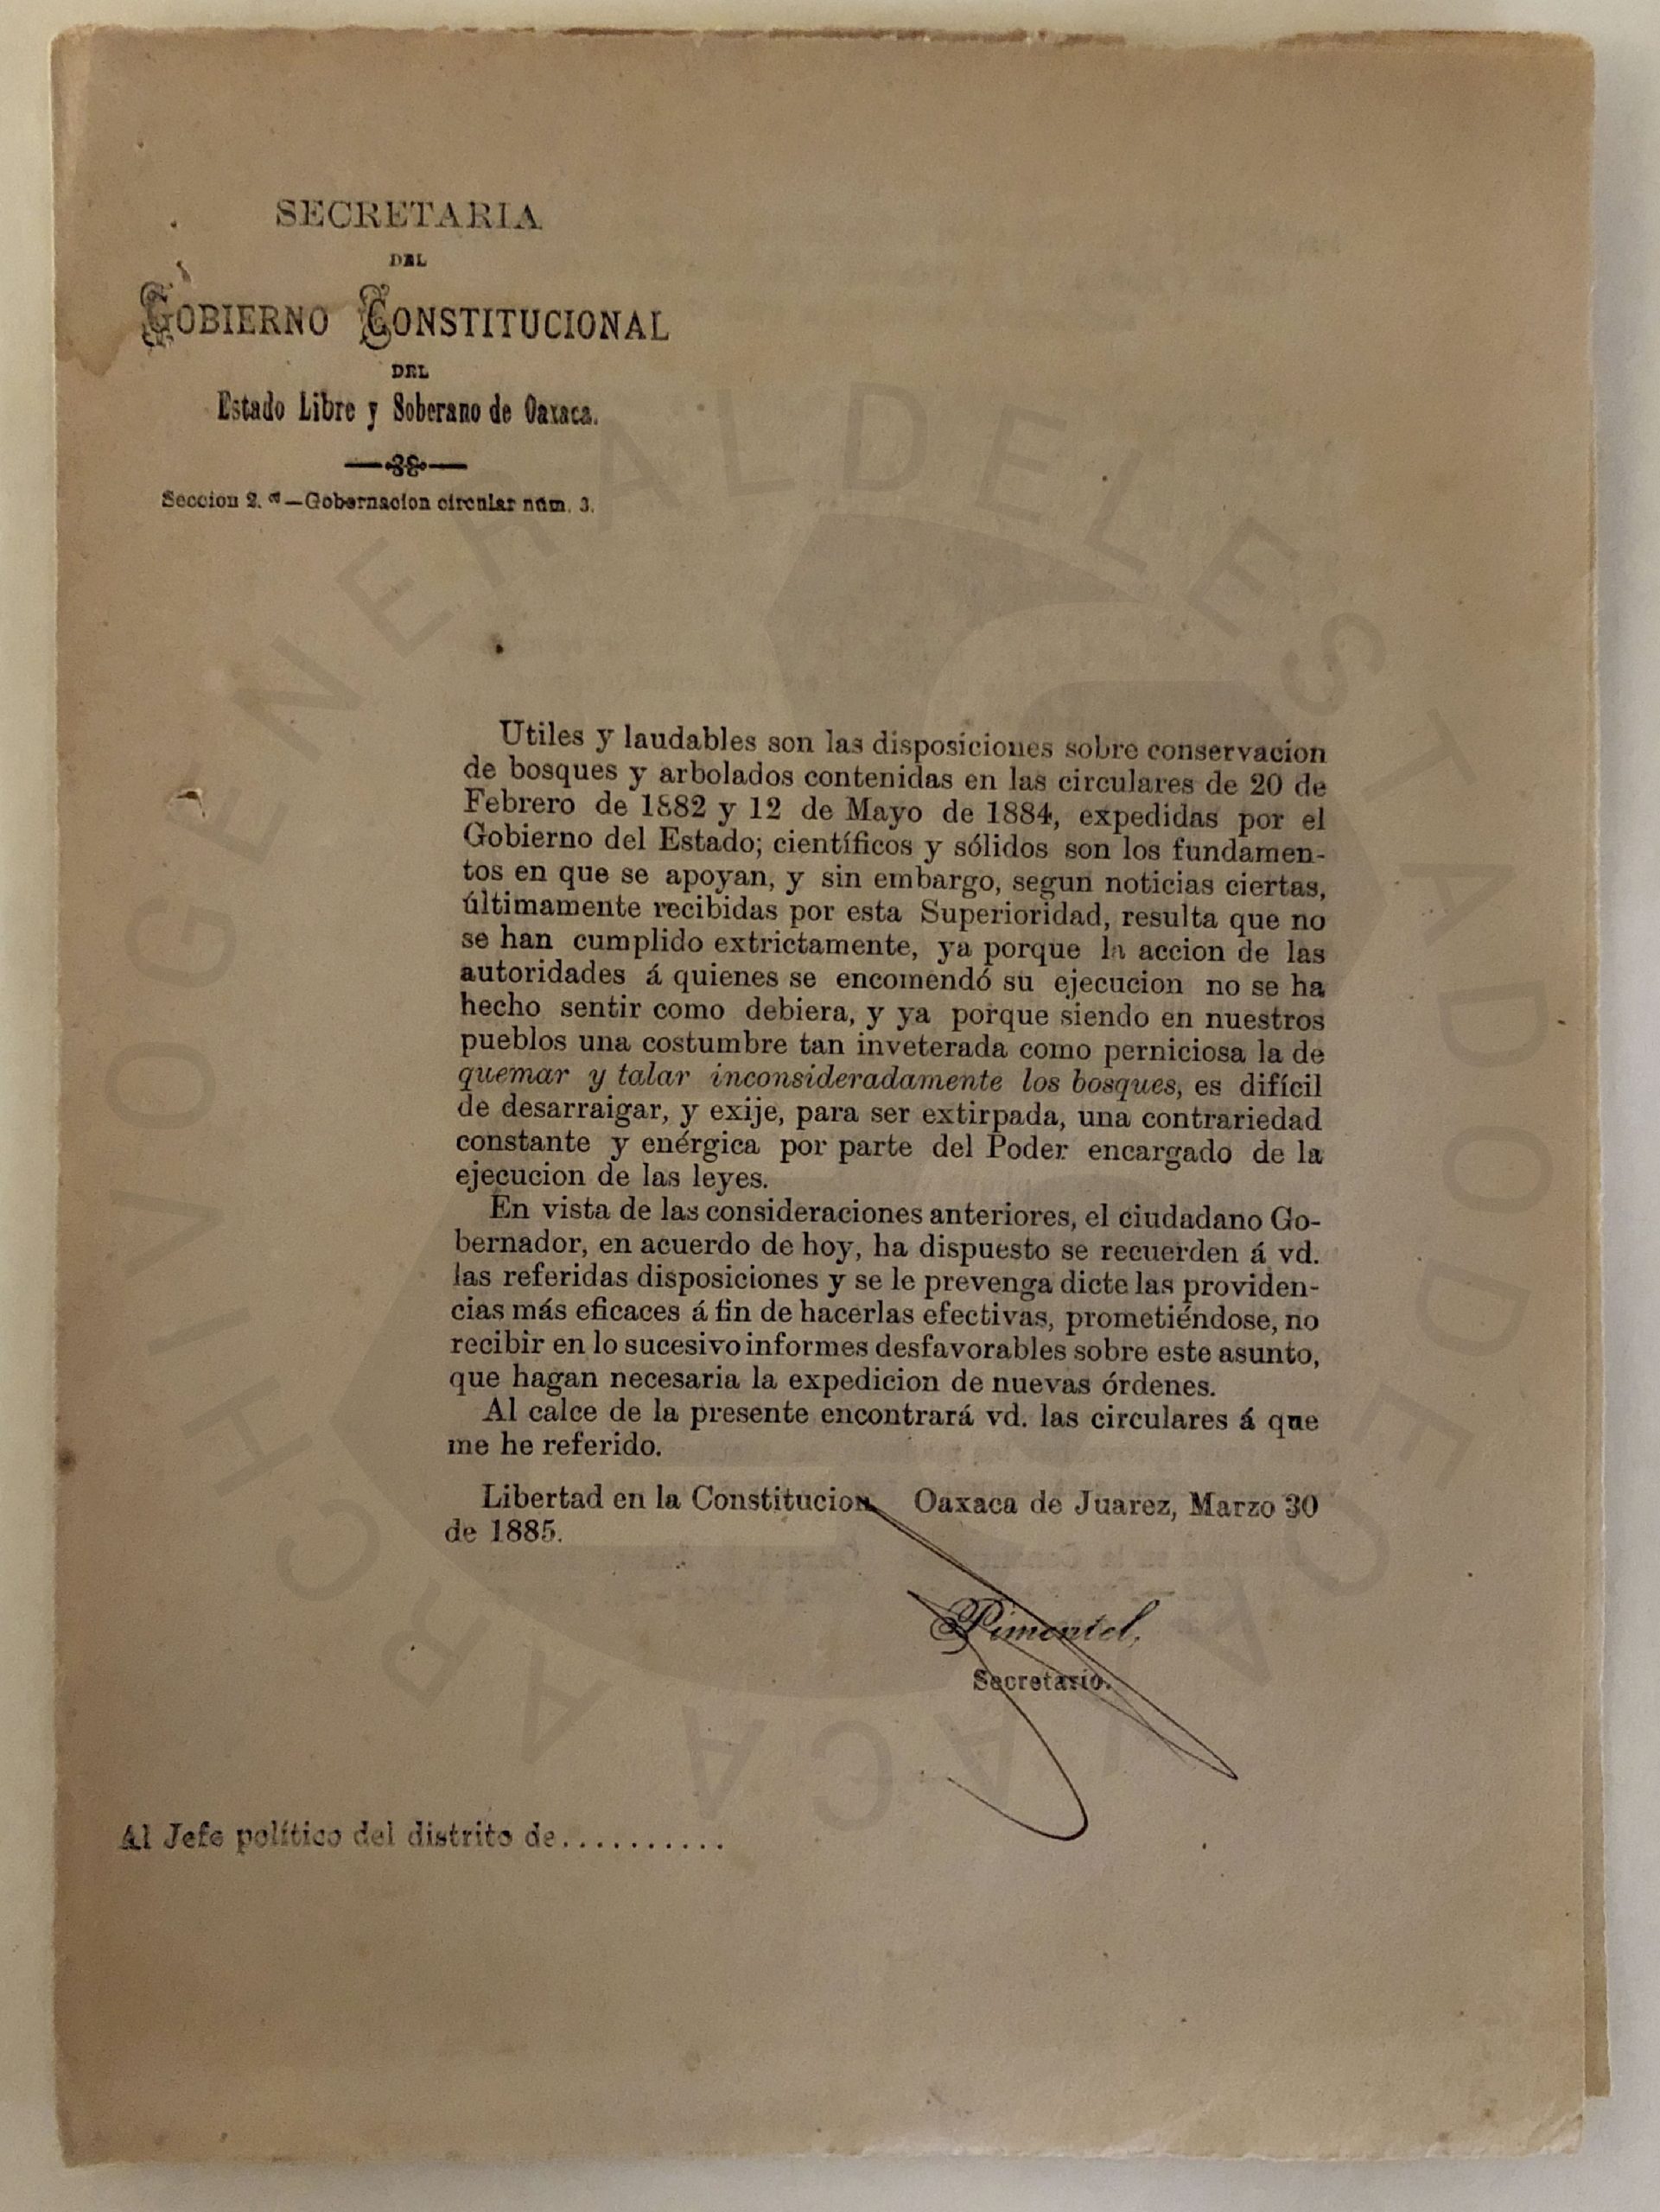 SECRETARIA
DEL
GOBIERNO CONSTITUCIONAL
DEL
Estado Libre y Soberano de Oaxaca.
Seccion 2.ª—Gobernacion circular núm. 3.
Utiles y laudables son las disposiciones sobre conservacion
de bosques y arbolados contenidas en las circulares de 20 de
Febrero de 1882 y 12 de Mayo de 1884, expedidas por el
Gobierno del Estado; científicos y sólidos son los fundamen-
tos en que se apoyan, y sin embargo, segun noticias ciertas,
últimamente recibidas por esta Superioridad, resulta que no
se han cumplido extrictamente, ya porque la accion de las
autoridades á quienes se encomendó su ejecucion no se ha
hecho sentir como debiera, y ya porque siendo en nuestros
pueblos una costumbre tan inveterada como perniciosa la de
quemar y talar inconsideradamente los bosques, es difícil
de desarraigar, y exije, para ser extirpada, una contrariedad
constante y enérgica por parte del Poder encargado de la
ejecucion de las leyes.
En vista de las consideraciones anteriores, el ciudadano Go-
bernador, en acuerdo de hoy, ha dispuesto se recuerden á vd.
las referidas disposiciones y se le prevenga dicte las providen-
cias más eficaces á fin de hacerlas efectivas, prometiéndose, no
recibir en lo sucesivo informes desfavorables sobre este asunto,
que hagan necesaria la expedicion de nuevas órdenes.
Al calce de la presente encontrará vd. las circulares á que
me he referido.
Libertad en la Constitucion. Oaxaca de Juarez, Marzo 30
de 1885.
Pimentel,
Secretario.
Al Jefe político del distrito de..........
ARCHIVO GENERAL DEL ESTADO DE OAXACA